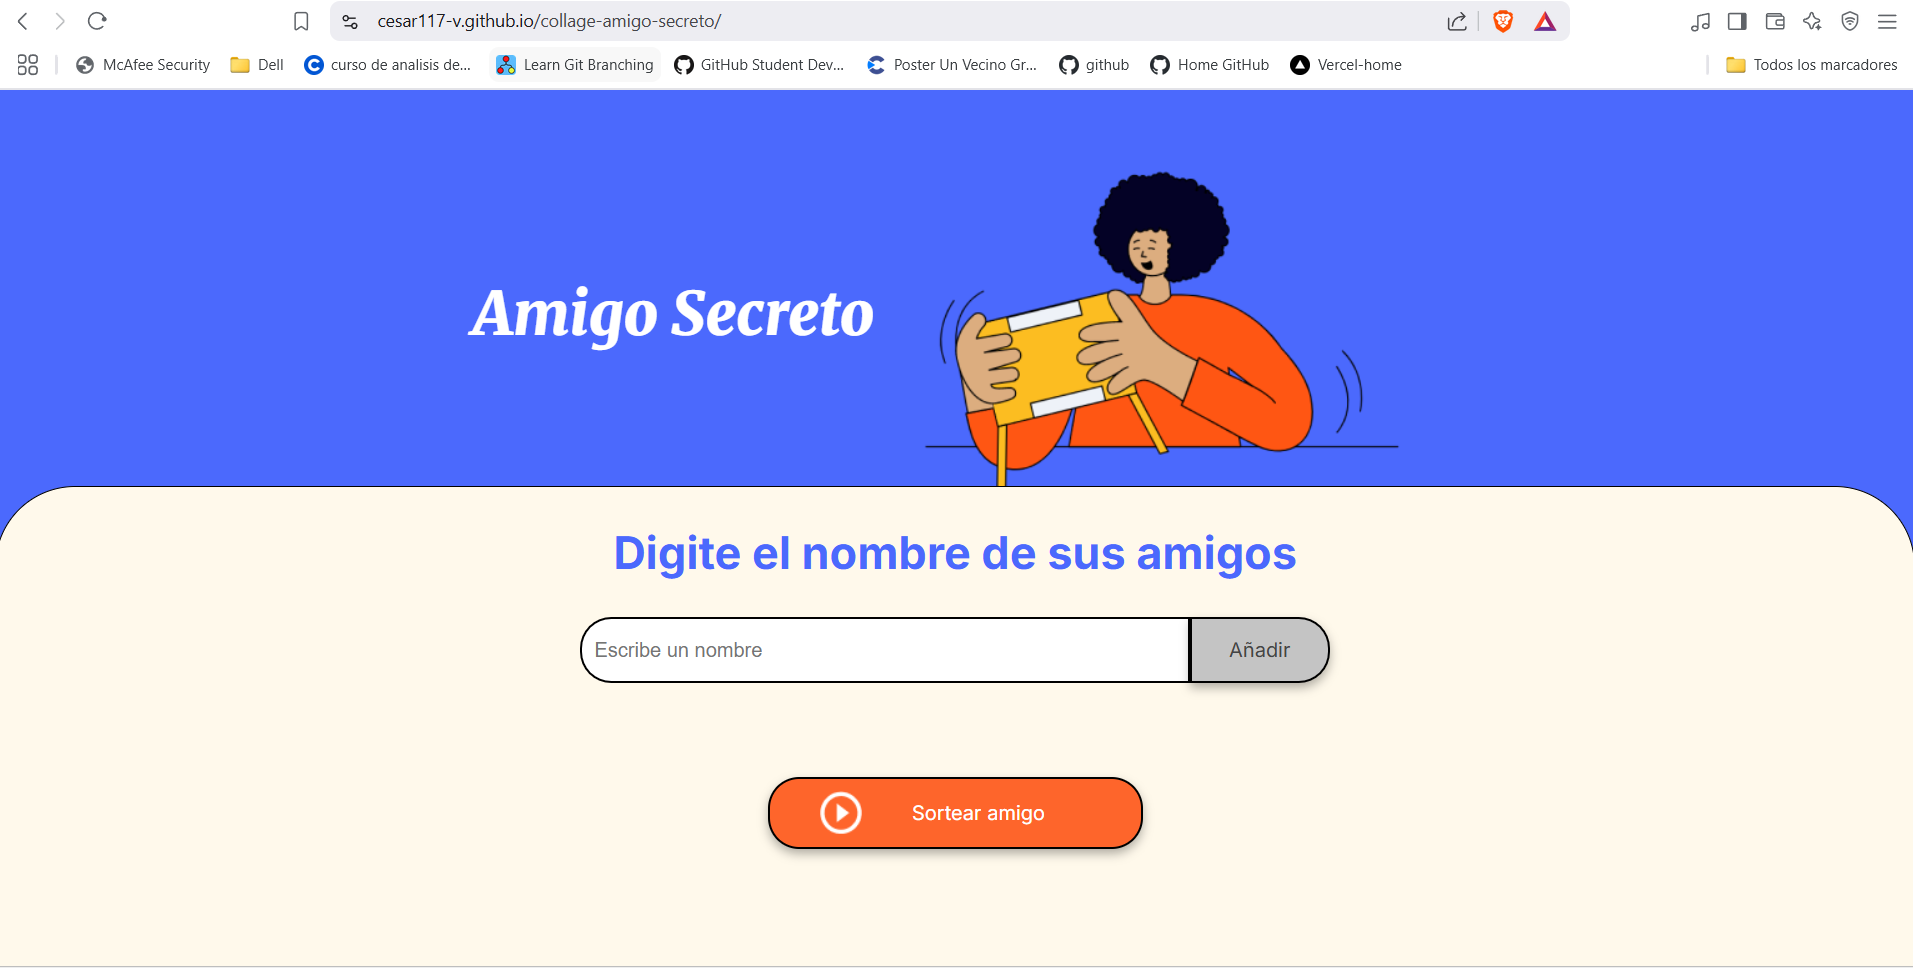 cesar117-v.github.io/collage-amigo-secreto/
McAfee Security Dell curso de analisis de... Learn Git Branching GitHub Student Dev... Poster Un Vecino Gr... github Home GitHub Vercel-home Todos los marcadores
Amigo Secreto
Digite el nombre de sus amigos
Escribe un nombre Añadir
Sortear amigo